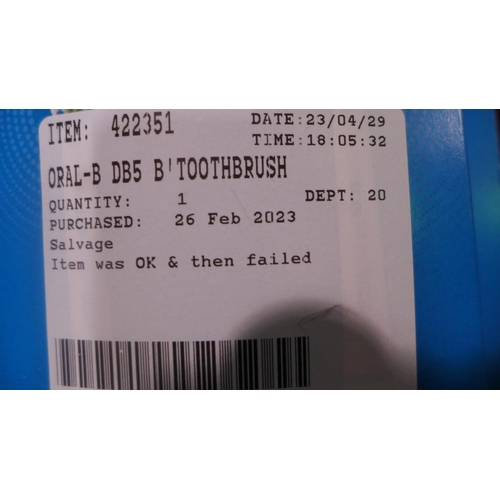 ITEM: 422351 DATE:23/04/29
TIME:18:05:32
ORAL-B DB5 B'TOOTHBRUSH
QUANTITY: 1 DEPT: 20
PURCHASED: 26 Feb 2023
Salvage
Item was OK & then failed